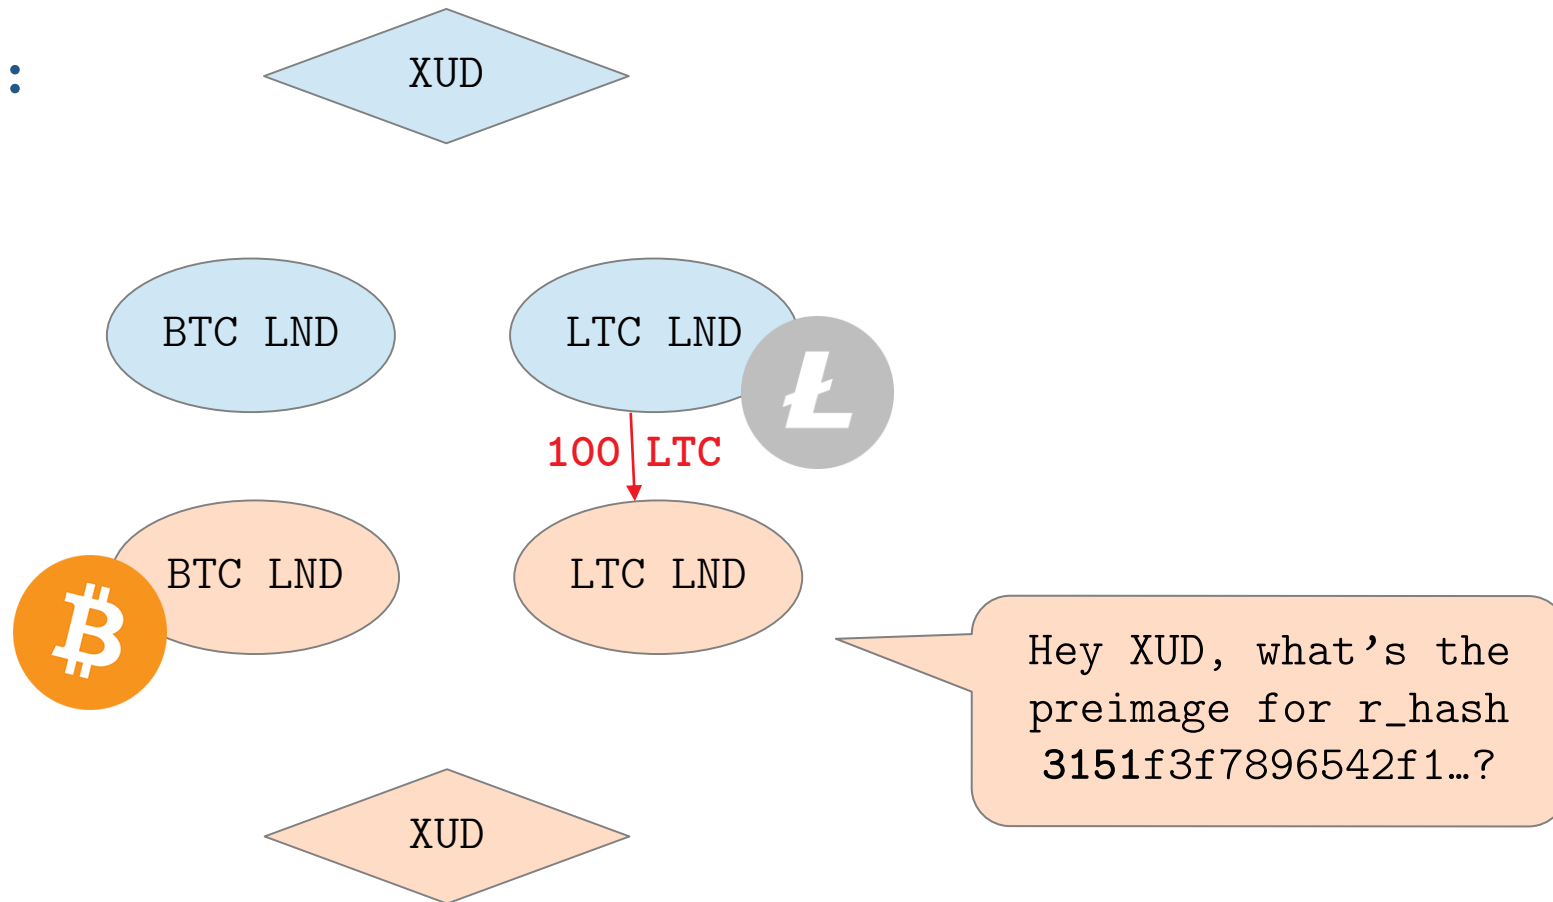 :
XUD
BTC LND
LTC LND
100 LTC
BTC LND
LTC LND
Hey XUD, what's the
preimage for r_hash
3151f3f7896542f1…?
XUD